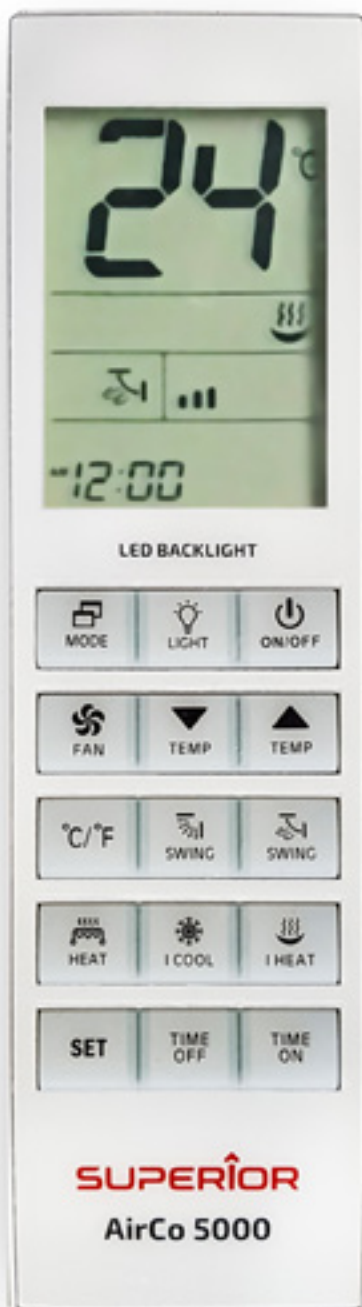 24 °C
12:00
LED BACKLIGHT
MODE LIGHT ON/OFF
FAN TEMP TEMP
°C/°F SWING SWING
HEAT I COOL I HEAT
SET TIME OFF TIME ON
SUPERIOR
AirCo 5000